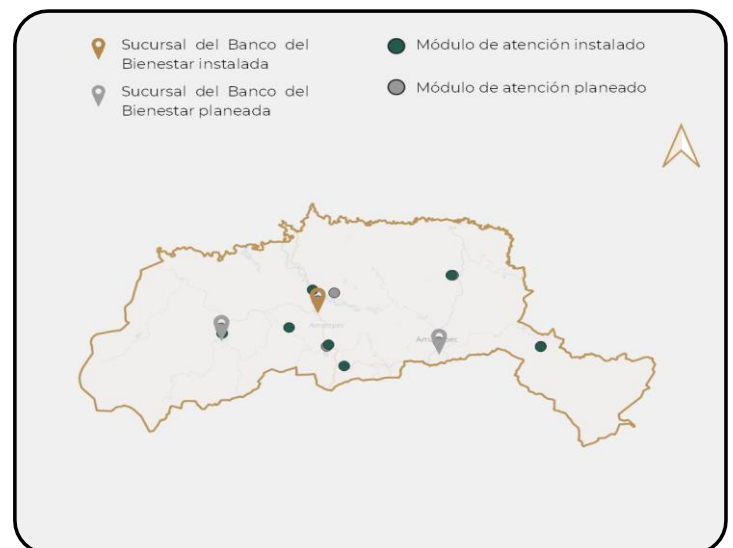 Sucursal del Banco del
Bienestar instalada
Sucursal del Banco del
Bienestar planeada
Módulo de atención instalado
Módulo de atención planeado